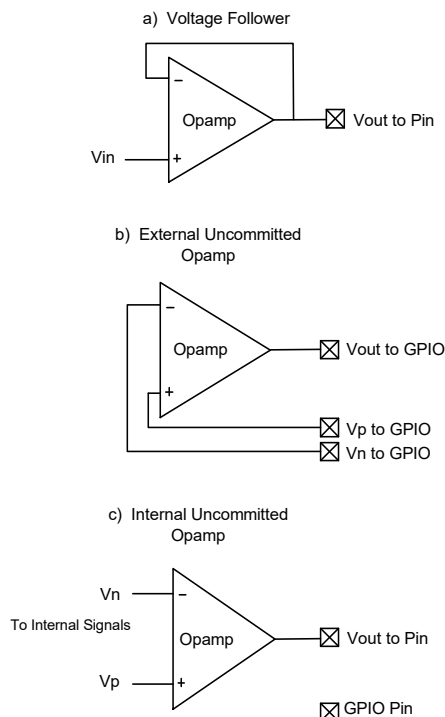 a) Voltage Follower
−
Opamp
Vout to Pin
Vin
+
b) External Uncommitted
Opamp
−
Opamp
Vout to GPIO
+
Vp to GPIO
Vn to GPIO
c) Internal Uncommitted
Opamp
Vn
−
To Internal Signals
Opamp
Vout to Pin
Vp
+
GPIO Pin